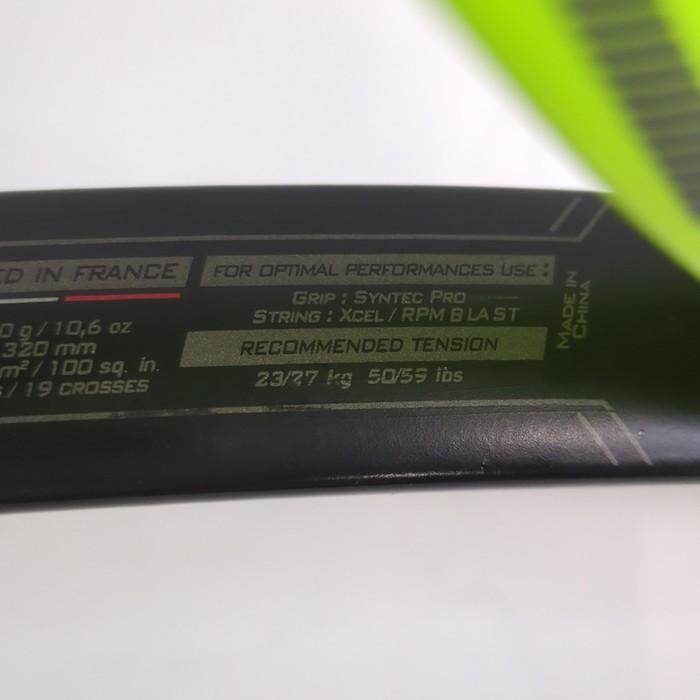 ED IN FRANCE
FOR OPTIMAL PERFORMANCES USE :
GRIP : SYNTEC PRO
STRING : XCEL / RPM BLAST
0 g / 10,6 oz
320 mm
m² / 100 sq. in.
/ 19 CROSSES
RECOMMENDED TENSION
23/27 kg 50/59 lbs
MADE IN
CHINA